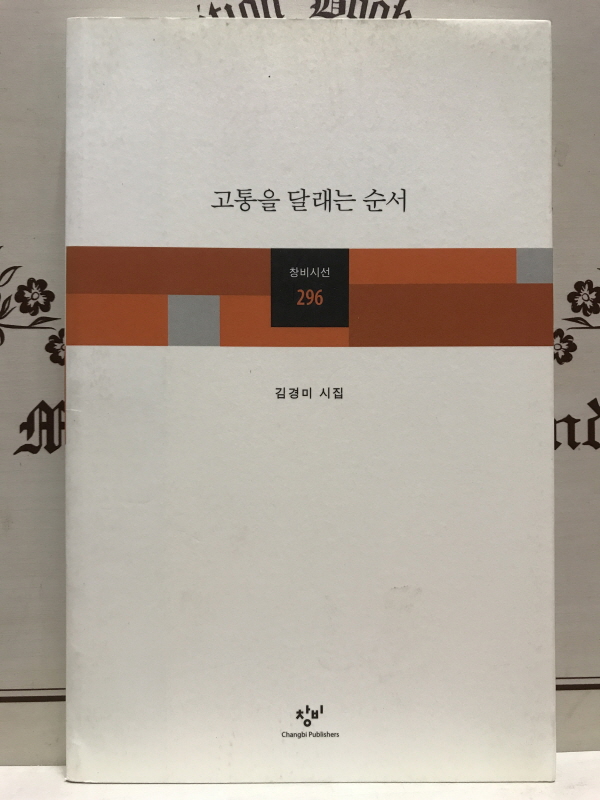 고통을 달래는 순서
창비시선
296
김경미 시집
창비
Changbi Publishers